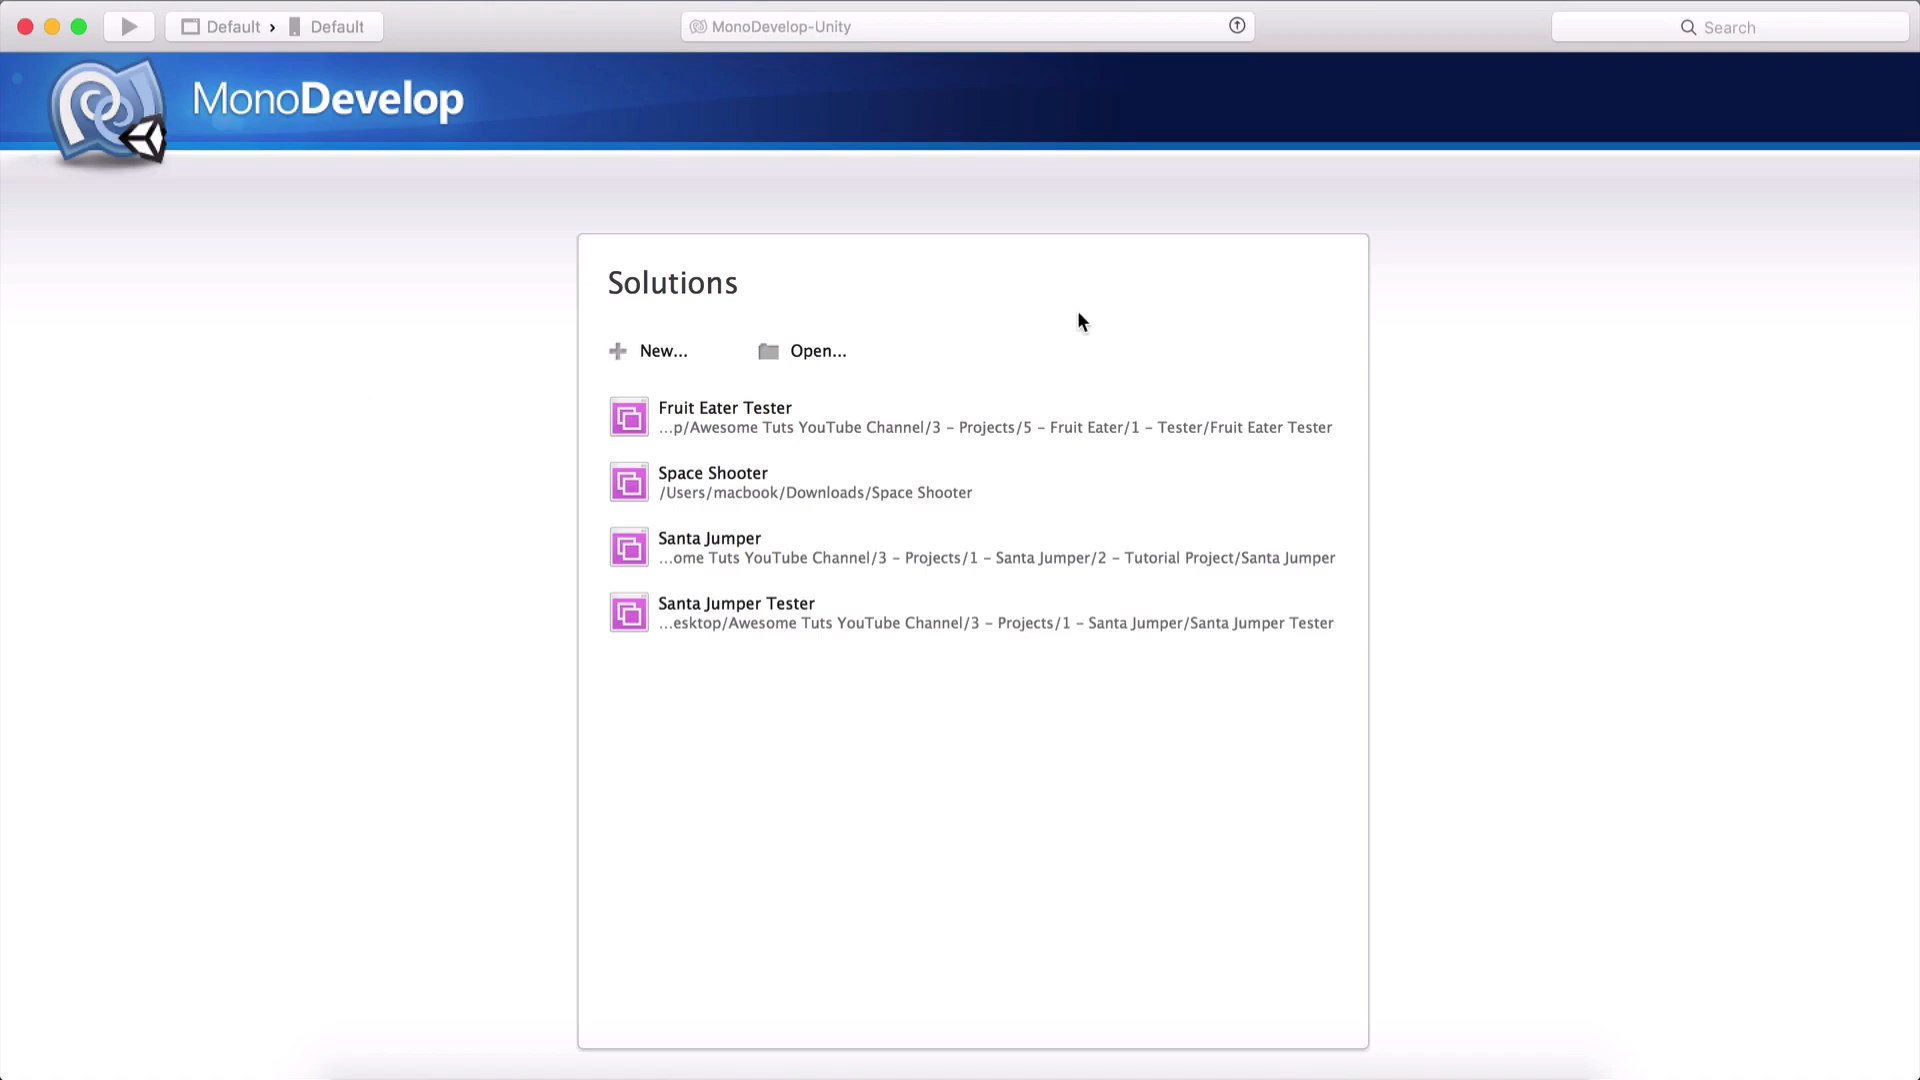 Default › Default
MonoDevelop-Unity
Search
MonoDevelop
Solutions
New...
Open...
Fruit Eater Tester
...p/Awesome Tuts YouTube Channel/3 – Projects/5 – Fruit Eater/1 – Tester/Fruit Eater Tester
Space Shooter
/Users/macbook/Downloads/Space Shooter
Santa Jumper
...ome Tuts YouTube Channel/3 – Projects/1 – Santa Jumper/2 – Tutorial Project/Santa Jumper
Santa Jumper Tester
...esktop/Awesome Tuts YouTube Channel/3 – Projects/1 – Santa Jumper/Santa Jumper Tester